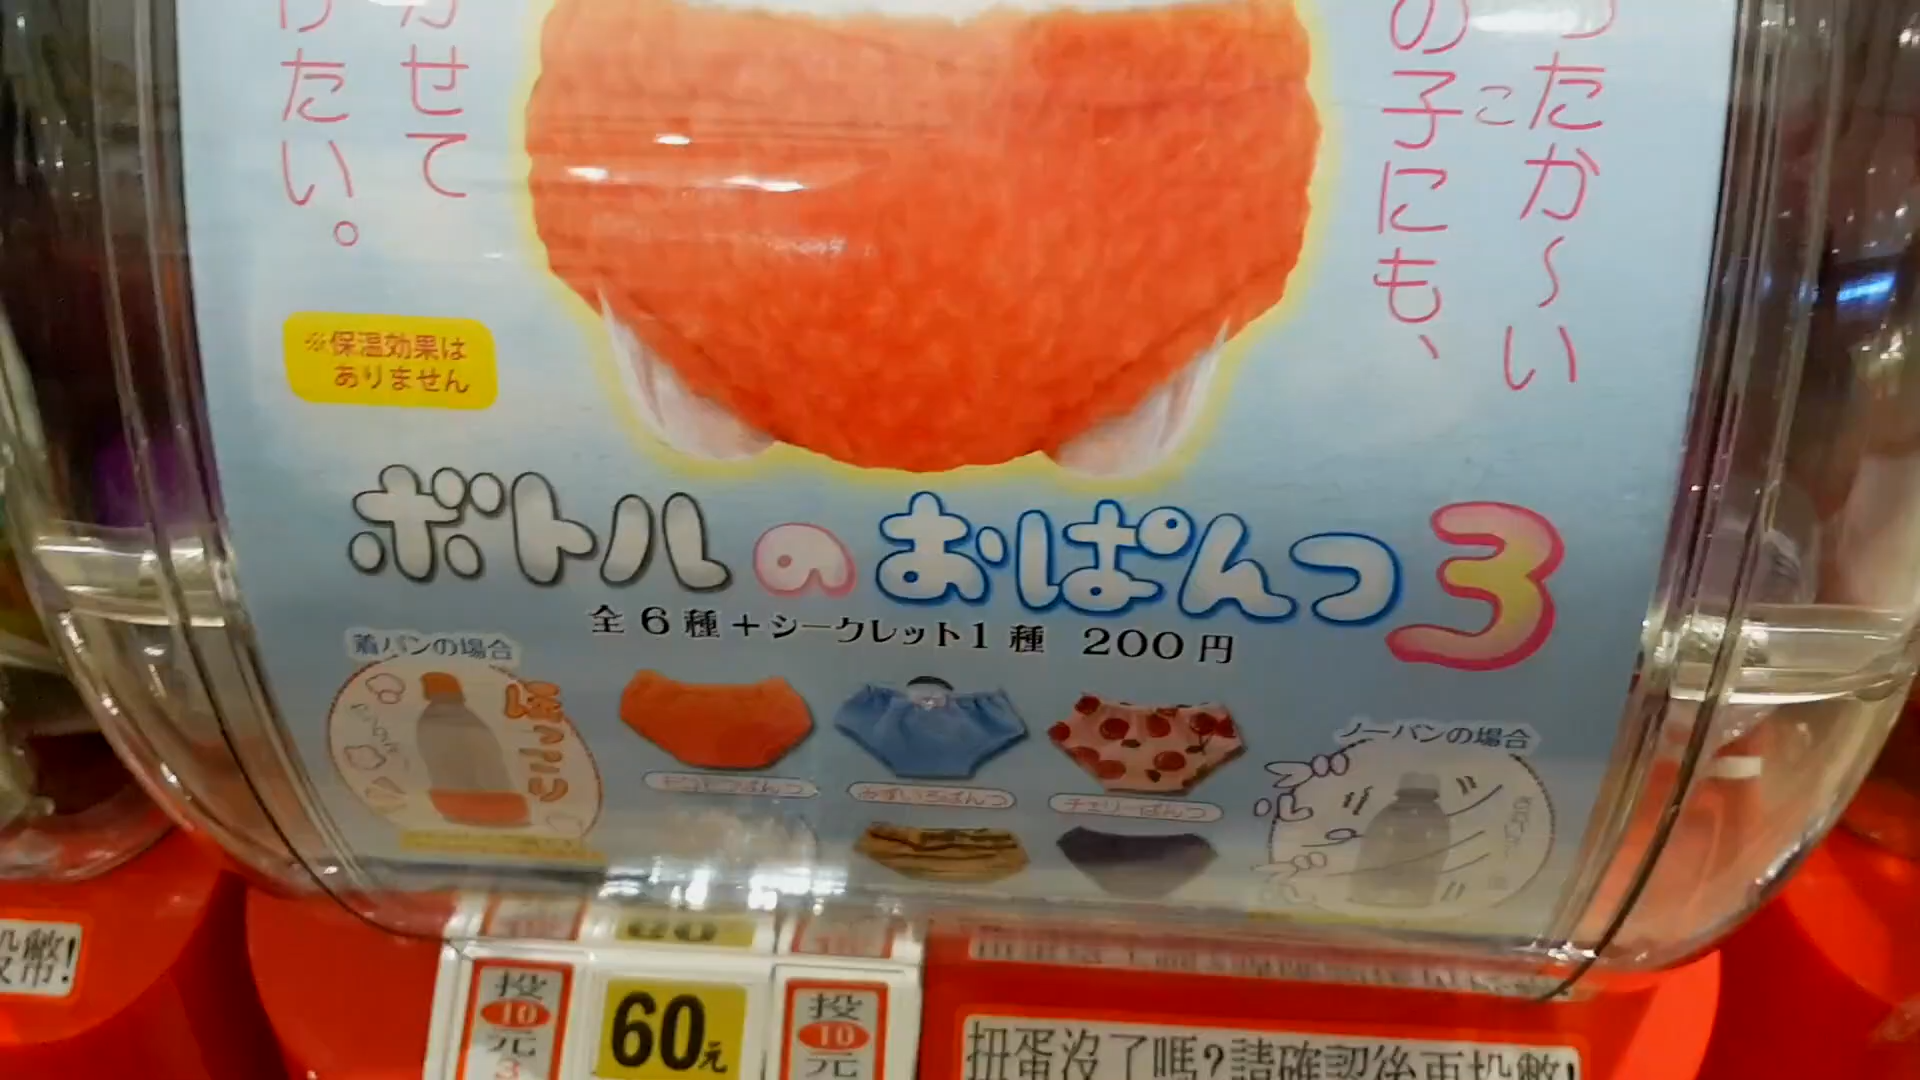 ったか〜い
の子にも、
こ
かせて
けたい。
※保温効果は
ありません
ボトルのおぱんつ3
全6種+シークレット1種 200円
着パンの場合
ほっこり
ノーパンの場合
みずいろぱんつ
チェリーぱんつ
投幣!
投
10
元
3
60元
投
10
元
扭蛋沒了嗎?請確認後再投幣!